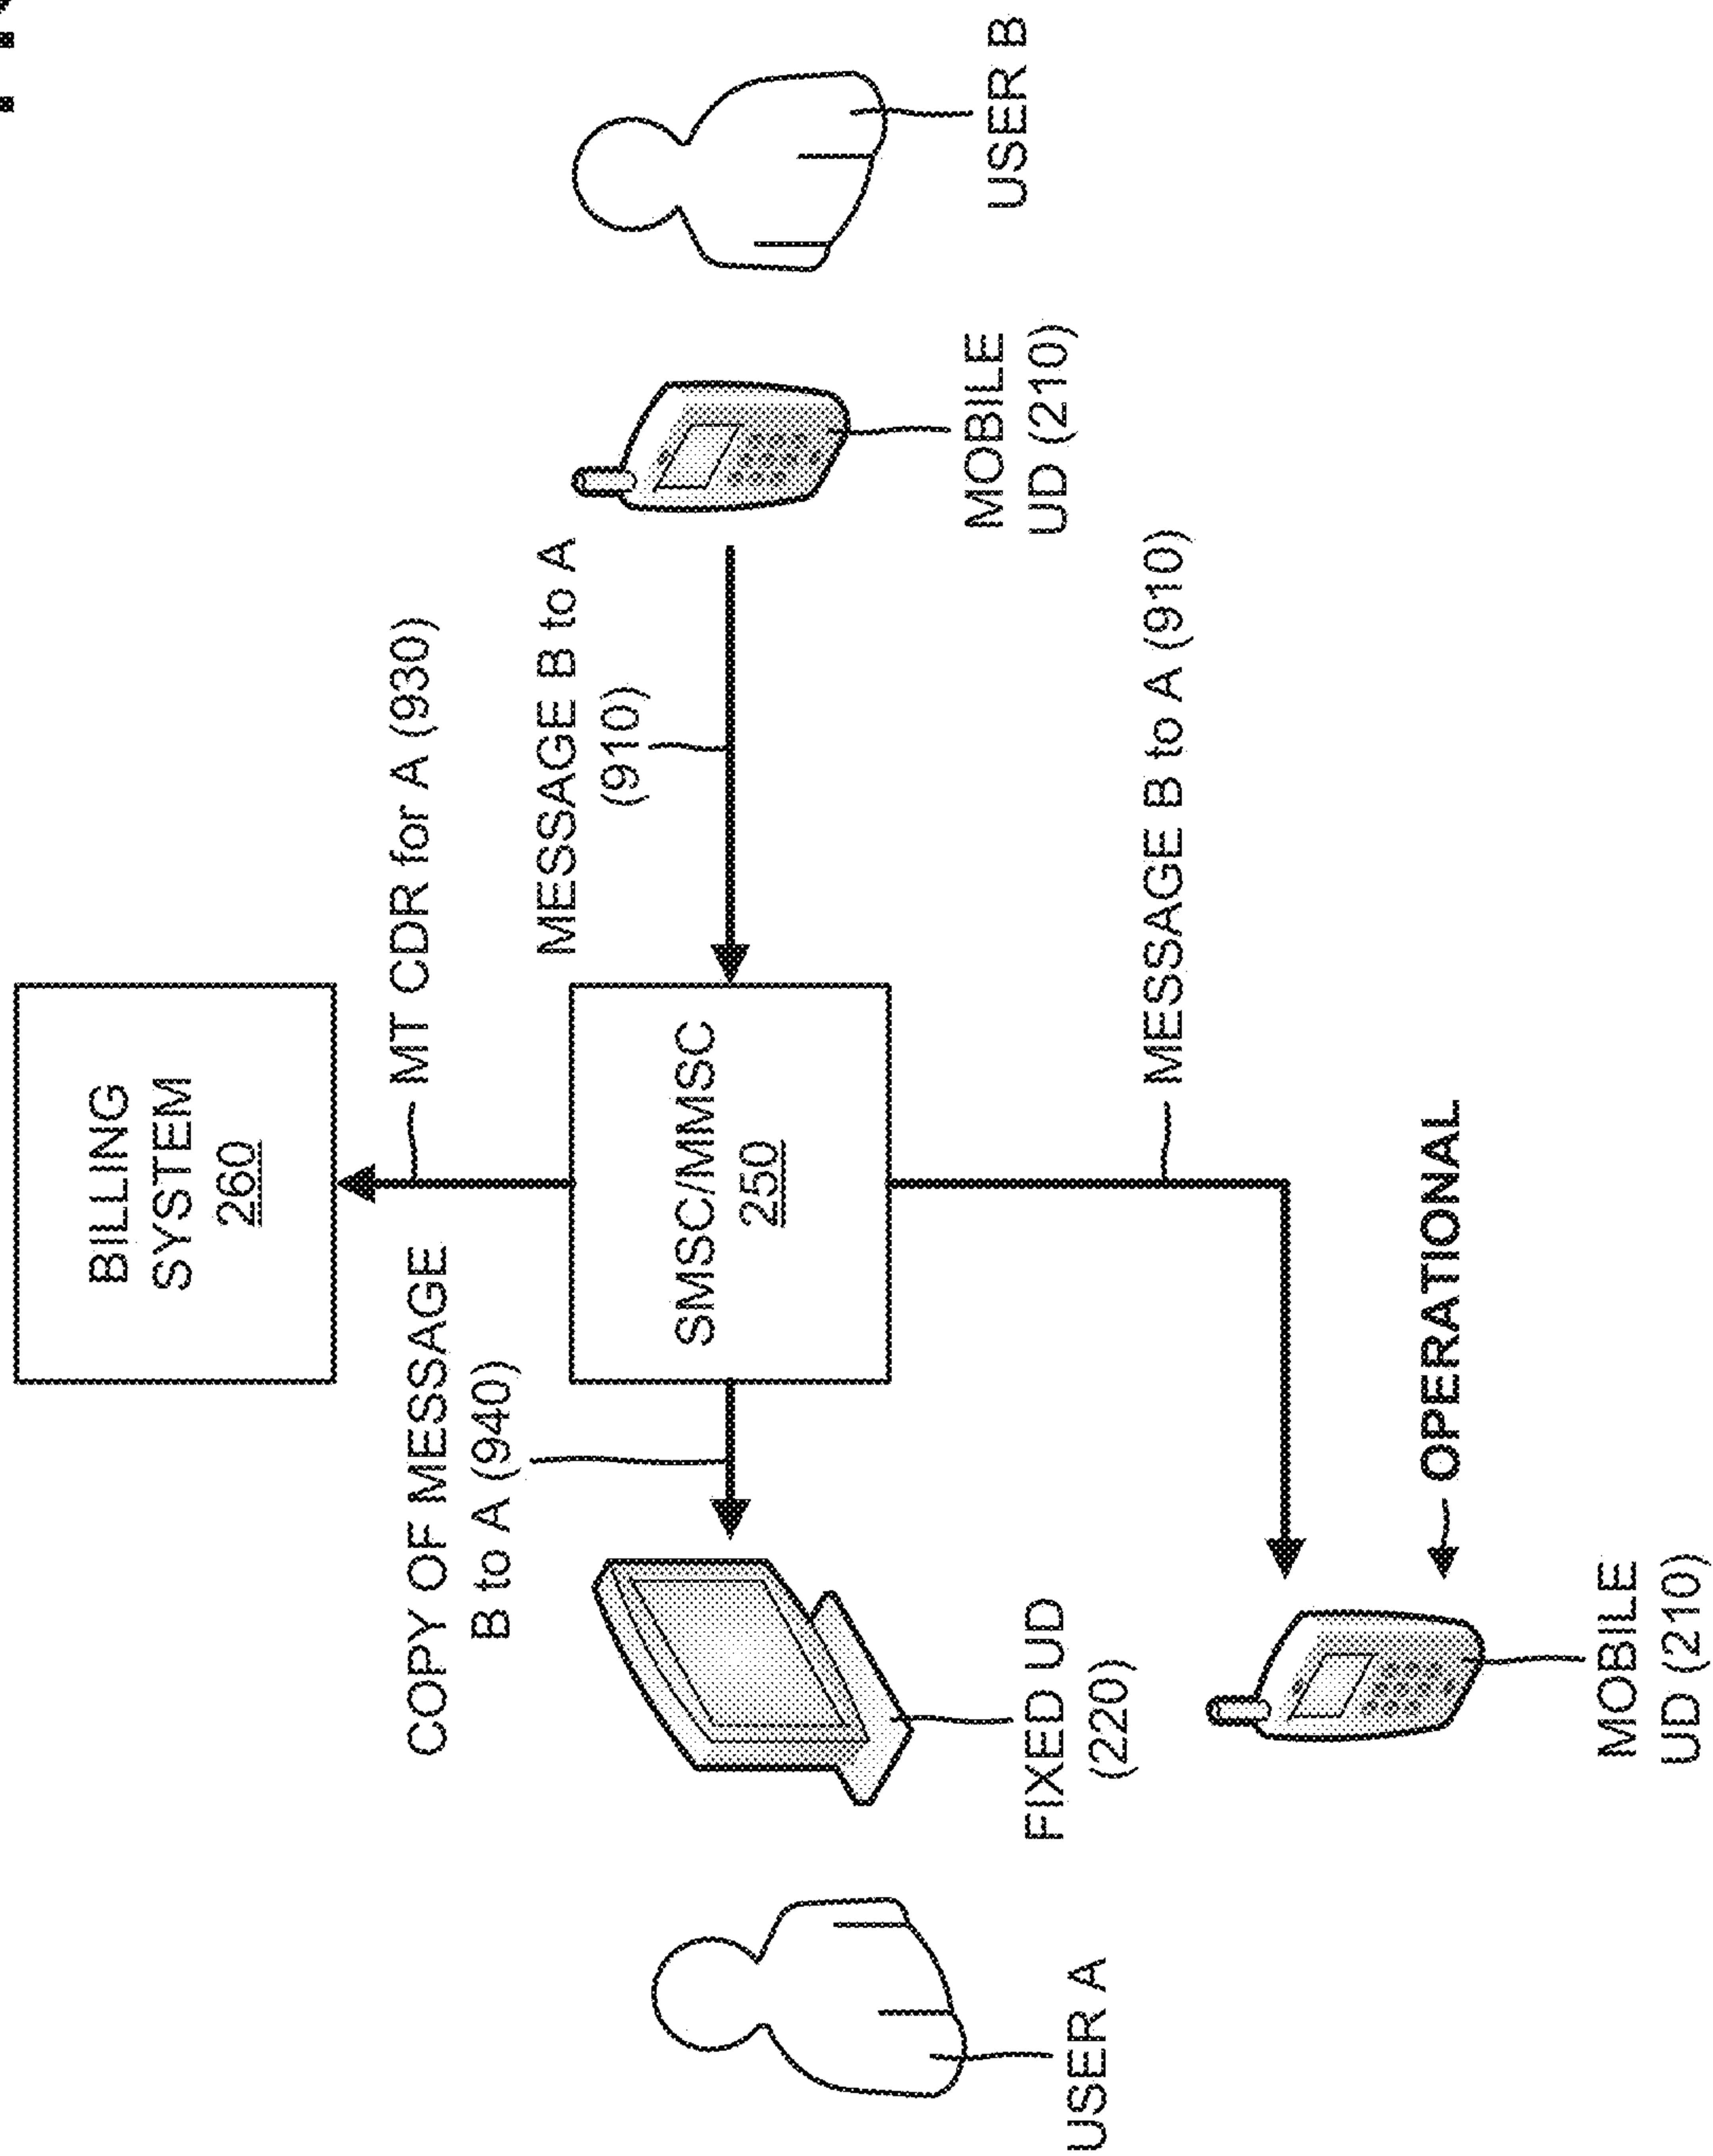 BILLING
SYSTEM
260
MT CDR for A (930)
COPY OF MESSAGE
B to A (940)
MESSAGE B to A
(910)
SMSC/MMSC
250
USER A
FIXED UD
(220)
MOBILE
UD (210)
USER B
MESSAGE B to A (910)
OPERATIONAL
MOBILE
UD (210)